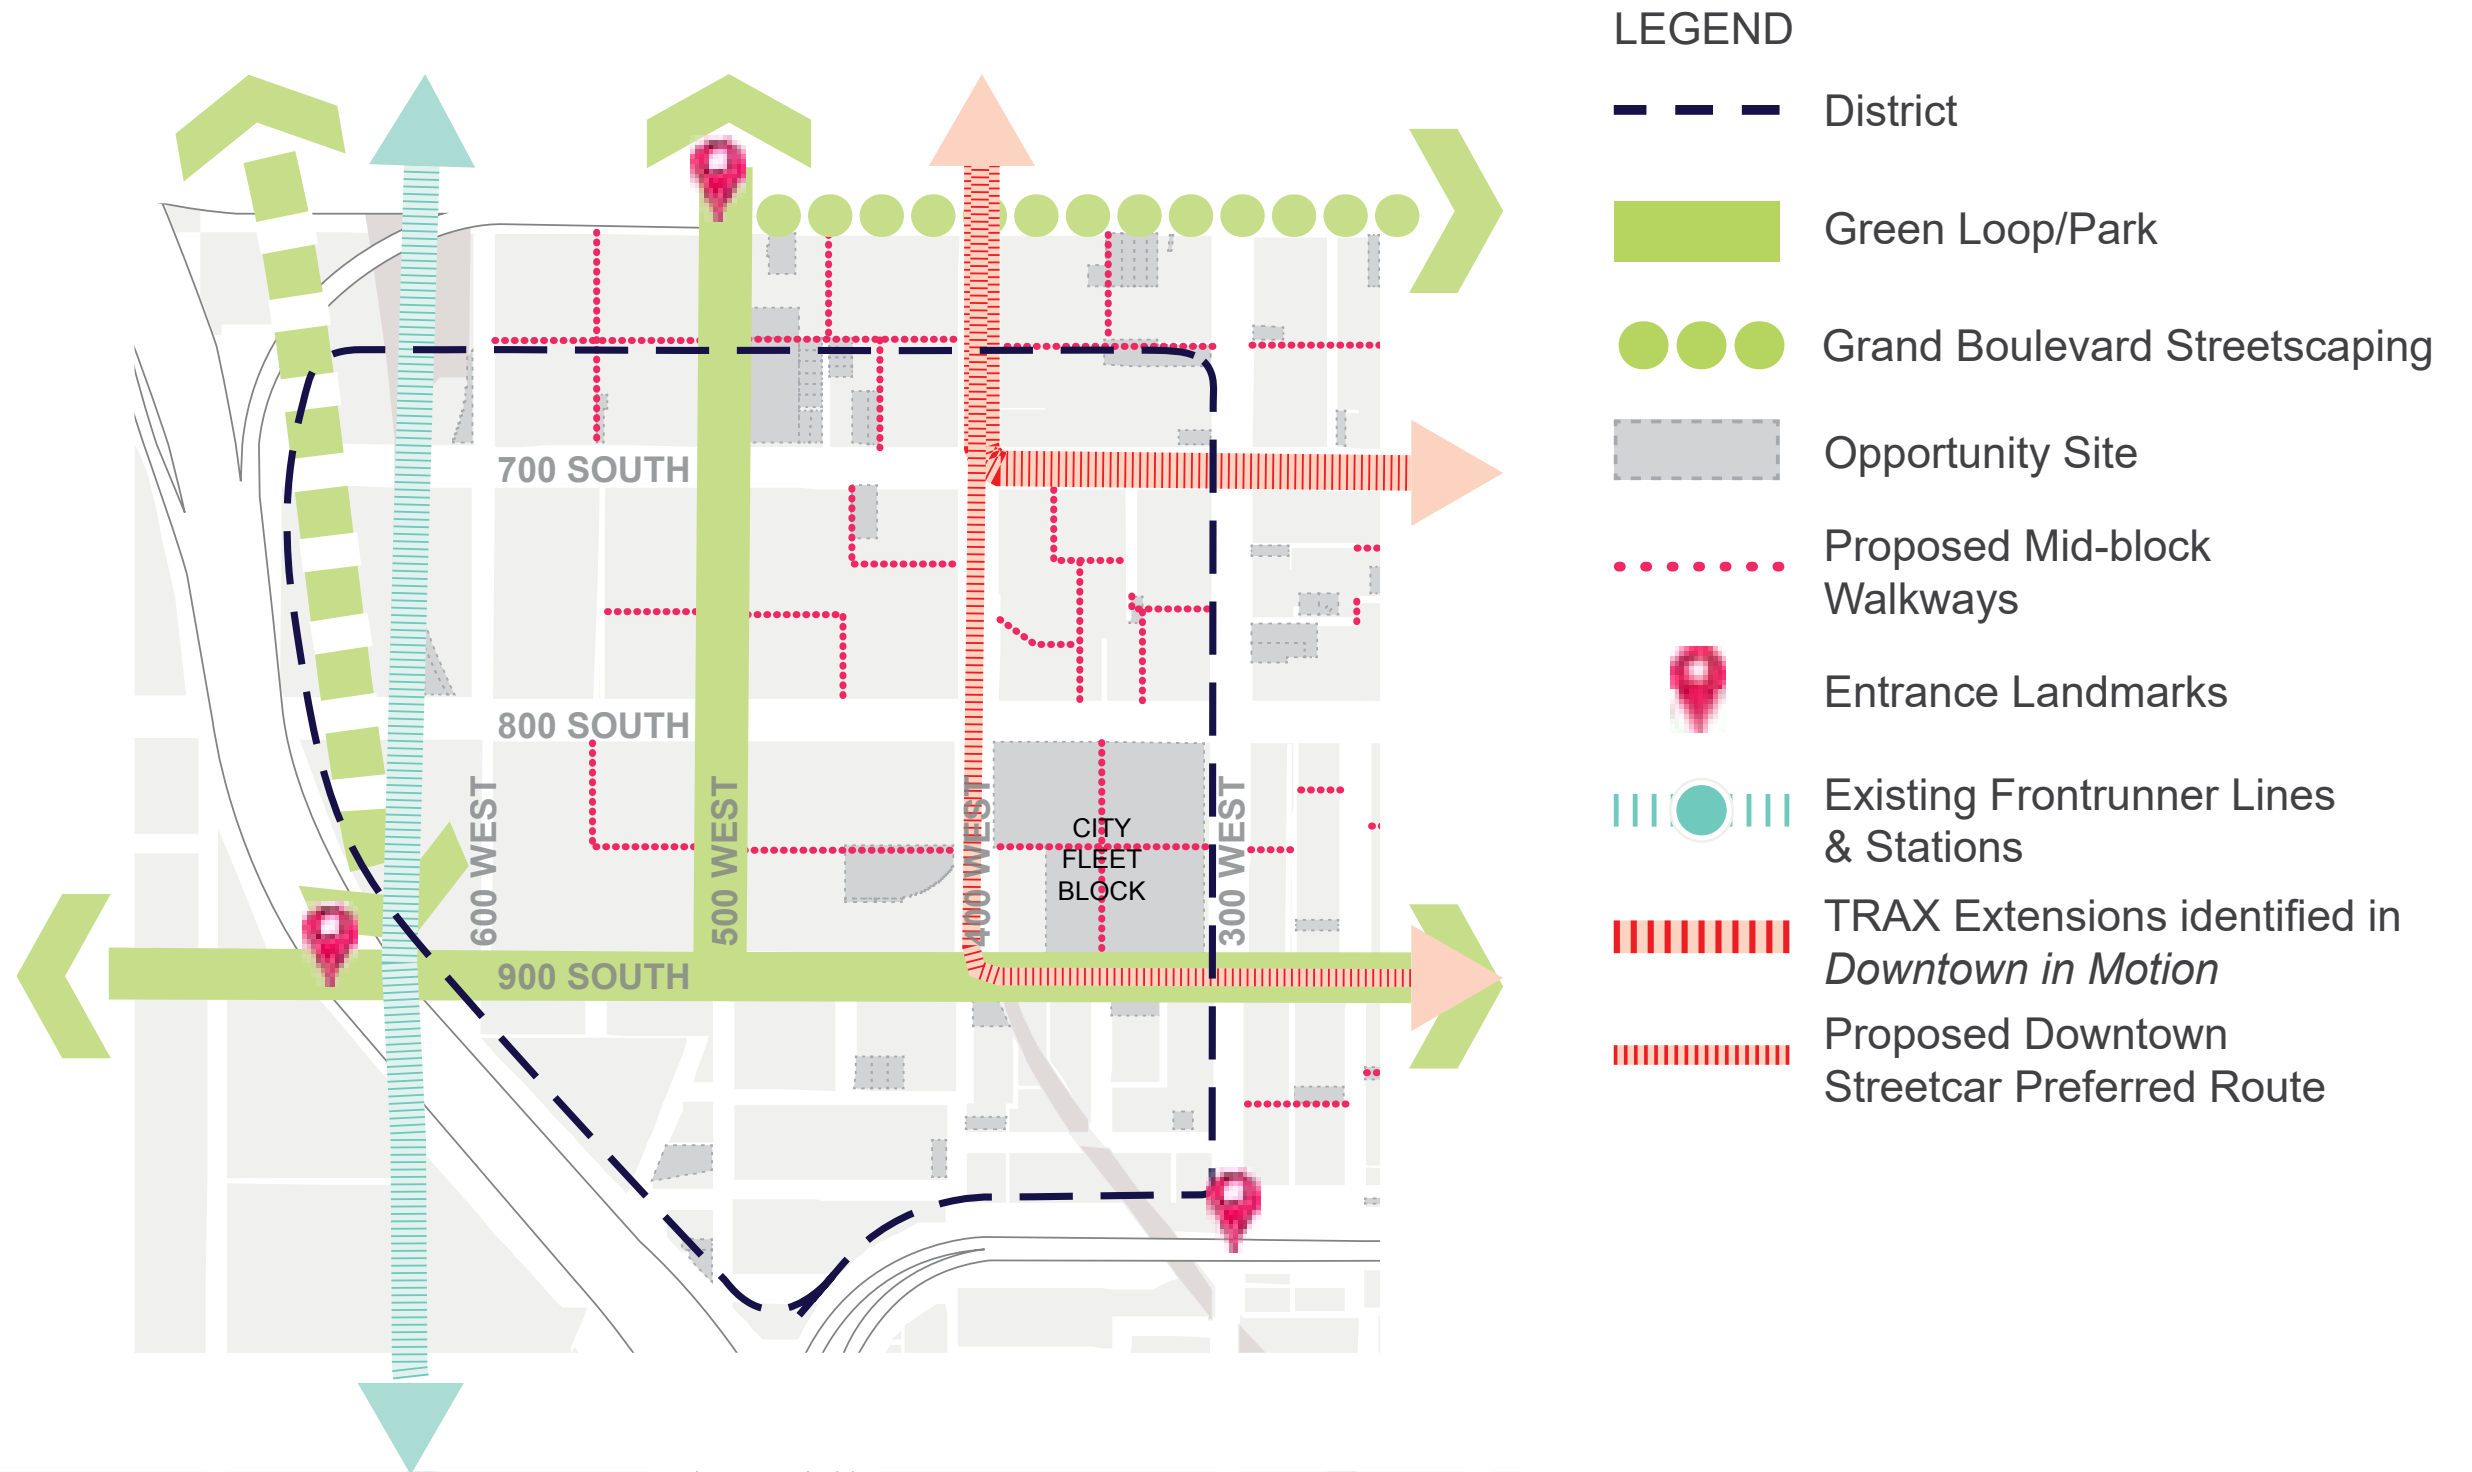 LEGEND
District
Green Loop/Park
Grand Boulevard Streetscaping
Opportunity Site
Proposed Mid-block
Walkways
Entrance Landmarks
Existing Frontrunner Lines
& Stations
TRAX Extensions identified in
Downtown in Motion
Proposed Downtown
Streetcar Preferred Route
700 SOUTH
800 SOUTH
600 WEST
500 WEST
400 WEST
300 WEST
CITY
FLEET
BLOCK
900 SOUTH